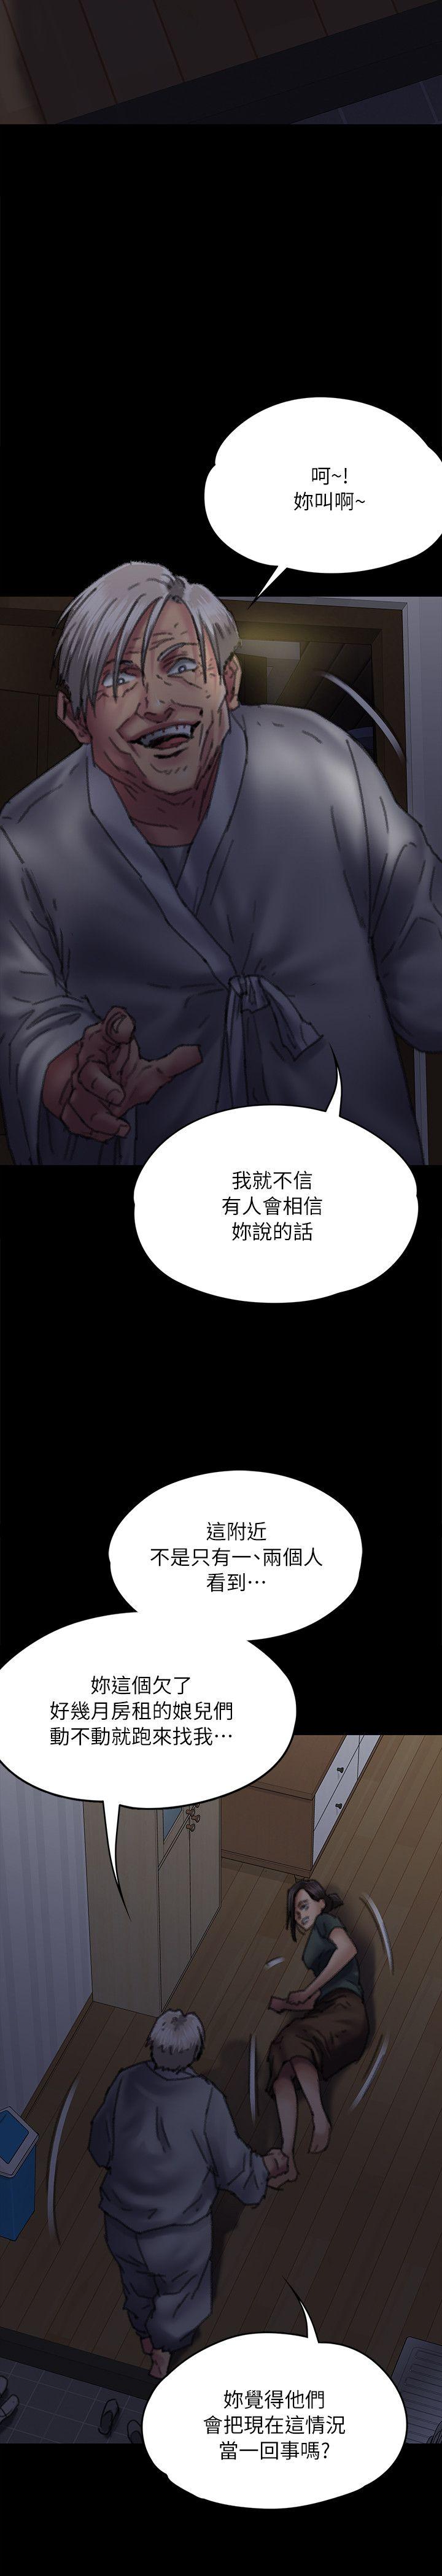 呵~!
妳叫啊~
我就不信
有人會相信
妳說的話
這附近
不是只有一、兩個人
看到⋯
妳這個欠了
好幾月房租的娘兒們
動不動就跑來找我⋯
妳覺得他們
會把現在這情況
當一回事嗎?